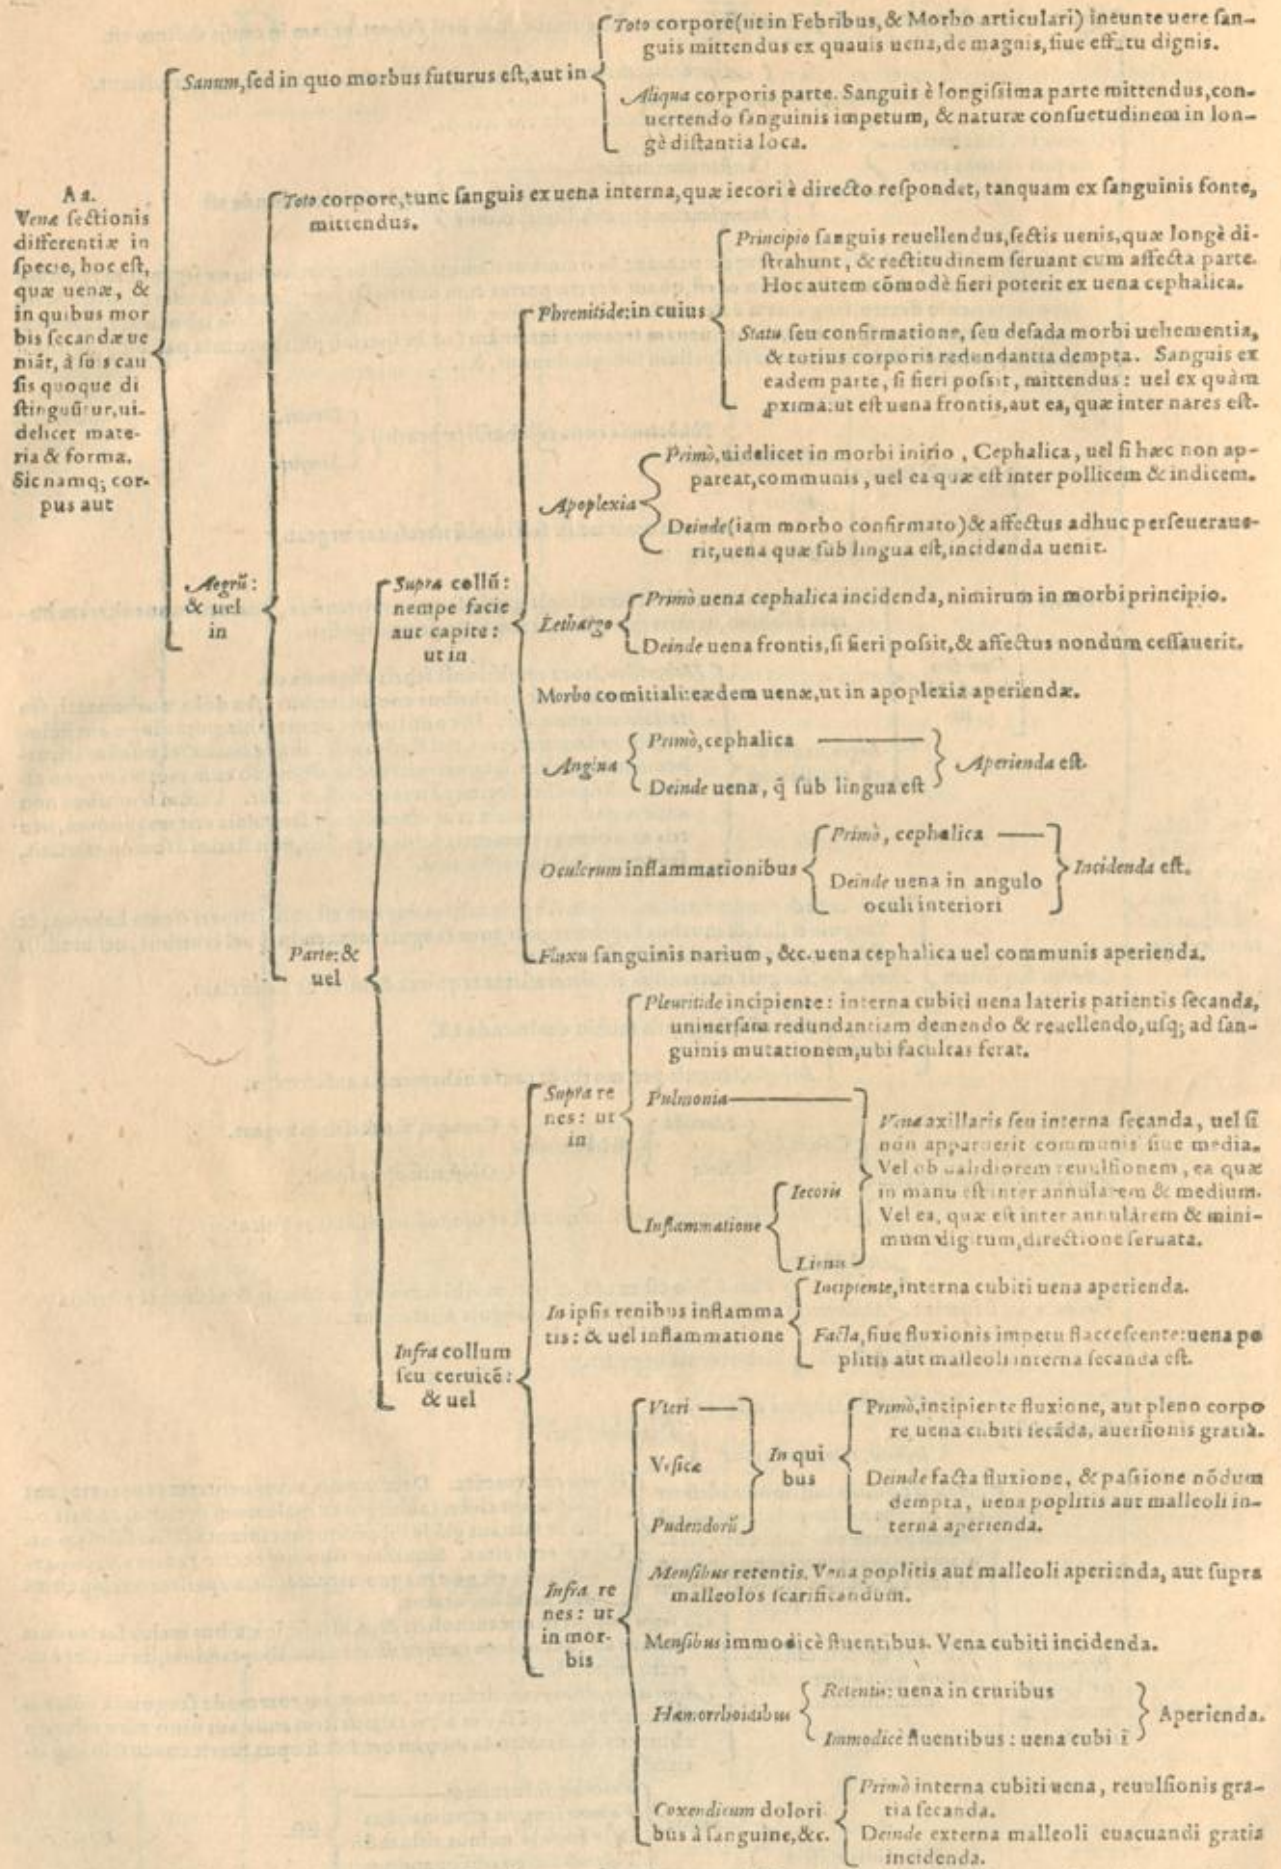 Aa.
Venæ sectionis
differentiæ in
specie, hoc est,
quæ uenæ, &
in quibus mor
bis secandæ ue
niãt, à suis cau
sis quoque di
stinguũtur, ui-
delicet mate-
ria & forma.
Sic namq; cor-
pus aut
Sanum, sed in quo morbus futurus est, aut in
Toto corpore (ut in Febribus, & Morbo articulari) ineunte uere san-
guis mittendus ex quauis uena, de magnis, siue effatu dignis.
Aliqua corporis parte. Sanguis è longissima parte mittendus, con-
uertendo sanguinis impetum, & naturæ consuetudinem in lon-
gè distantia loca.
Aegrũ:
& uel
in
Toto corpore, tunc sanguis ex uena interna, quæ iecori è directo respondet, tanquam ex sanguinis fonte,
mittendus.
Parte: &
uel
Supra collũ:
nempe facie
aut capite:
ut in
Phrenitide: in cuius
Principio sanguis reuellendus, sectis uenis, quæ longè di-
strahunt, & rectitudinem seruant cum affecta parte.
Hoc autem cõmodè fieri poterit ex uena cephalica.
Statu seu confirmatione, seu defada morbi uehementia,
& totius corporis redundantia dempta. Sanguis ex
eadem parte, si fieri possit, mittendus: uel ex quàm
ꝓxima: ut est uena frontis, aut ea, quæ inter nares est.
Apoplexia
Primò, uidelicet in morbi initio, Cephalica, uel si hæc non ap-
pareat, communis, uel ea quæ est inter pollicem & indicem.
Deinde (iam morbo confirmato) & affectus adhuc perseueraue-
rit, uena quæ sub lingua est, incidenda uenit.
Lethargo
Primò uena cephalica incidenda, nimirum in morbi principio.
Deinde uena frontis, si fieri possit, & affectus nondum cessauerit.
Morbo comitiali: eædem uenæ, ut in apoplexia aperiendæ.
Angina
Primò, cephalica
Deinde uena, q̃ sub lingua est
Aperienda est.
Oculorum inflammationibus
Primò, cephalica
Deinde uena in angulo
oculi interiori
Incidenda est.
Fluxu sanguinis narium, &c. uena cephalica uel communis aperienda.
Infra collum
seu ceruicẽ:
& uel
Supra re
nes: ut
in
Pleuritide incipiente: interna cubiti uena lateris patientis secanda,
uniuersam redundantiam demendo & reuellendo, usq; ad san-
guinis mutationem, ubi facultas ferat.
Pulmonia
Inflammatione
Iecoris
Lienis
Vena axillaris seu interna secanda, uel si
non apparuerit communis siue media.
Vel ob ualidiorem reuulsionem, ea quæ
in manu est inter annularem & medium.
Vel ea, quæ est inter annularem & mini-
mum digitum, directione seruata.
In ipsis renibus inflamma
tis: & uel inflammatione
Incipiente, interna cubiti uena aperienda.
Facta, siue fluxionis impetu flaccescente: uena po
plitis aut malleoli interna secanda est.
Infra re
nes: ut
in mor-
bis
Vteri
Vesicæ
Pudendorũ
In qui
bus
Primò, incipiente fluxione, aut pleno corpo
re uena cubiti secãda, auersionis gratia.
Deinde facta fluxione, & passione nõdum
dempta, uena poplitis aut malleoli in-
terna aperienda.
Mensibus retentis. Vena poplitis aut malleoli aperienda, aut supra
malleolos scarificandum.
Mensibus immodicè fluentibus. Vena cubiti incidenda.
Hæmorrhoidibus
Retentis: uena in cruribus
Immodicè fluentibus: uena cubi i
Aperienda.
Coxendicum dolori
bus à sanguine, &c.
Primò interna cubiti uena, reuulsionis gra-
tia secanda.
Deinde externa malleoli euacuandi gratia
incidenda.